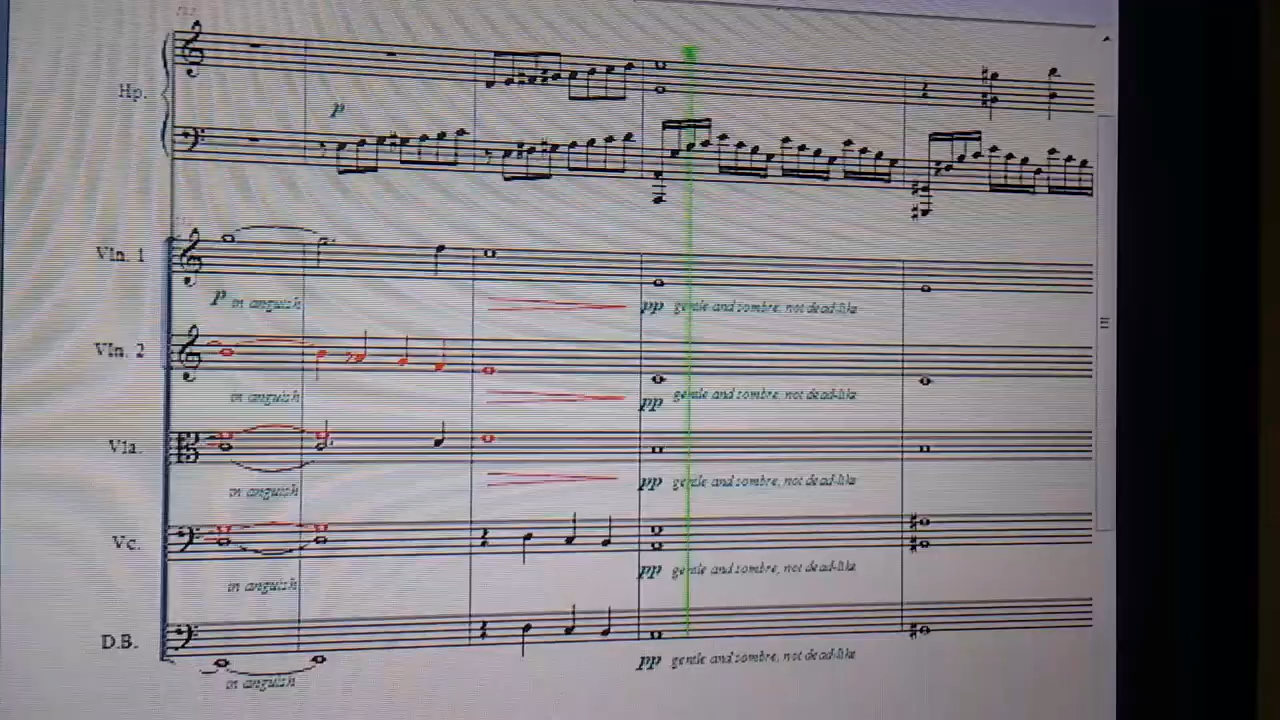 Hp.
p
Vln. 1
p in anguish
pp gentle and sombre, not dead-like
Vln. 2
in anguish
pp gentle and sombre, not dead-like
Vla.
in anguish
pp gentle and sombre, not dead-like
Vc.
in anguish
pp gentle and sombre, not dead-like
D.B.
in anguish
pp gentle and sombre, not dead-like